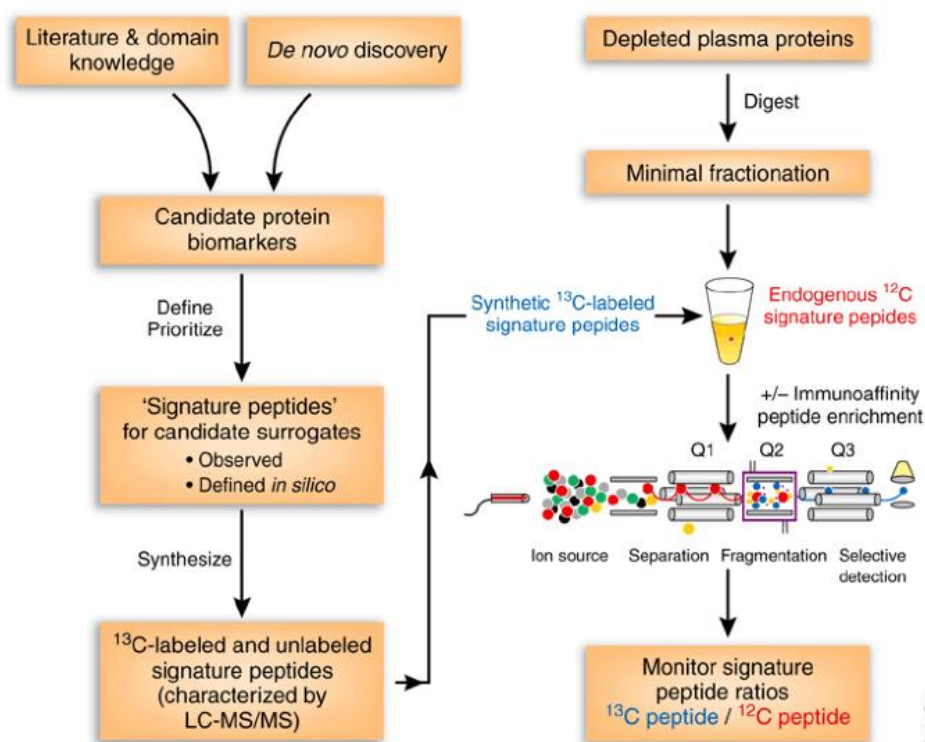 Literature & domain
knowledge
De novo discovery
Candidate protein
biomarkers
Define
Prioritize
'Signature peptides'
for candidate surrogates
• Observed
• Defined in silico
Synthesize
¹³C-labeled and unlabeled
signature peptides
(characterized by
LC-MS/MS)
Depleted plasma proteins
Digest
Minimal fractionation
Synthetic ¹³C-labeled
signature pepides
Endogenous ¹²C
signature pepides
+/– Immunoaffinity
peptide enrichment
Q1 Q2 Q3
Ion source Separation Fragmentation Selective
detection
Monitor signature
peptide ratios
¹³C peptide / ¹²C peptide